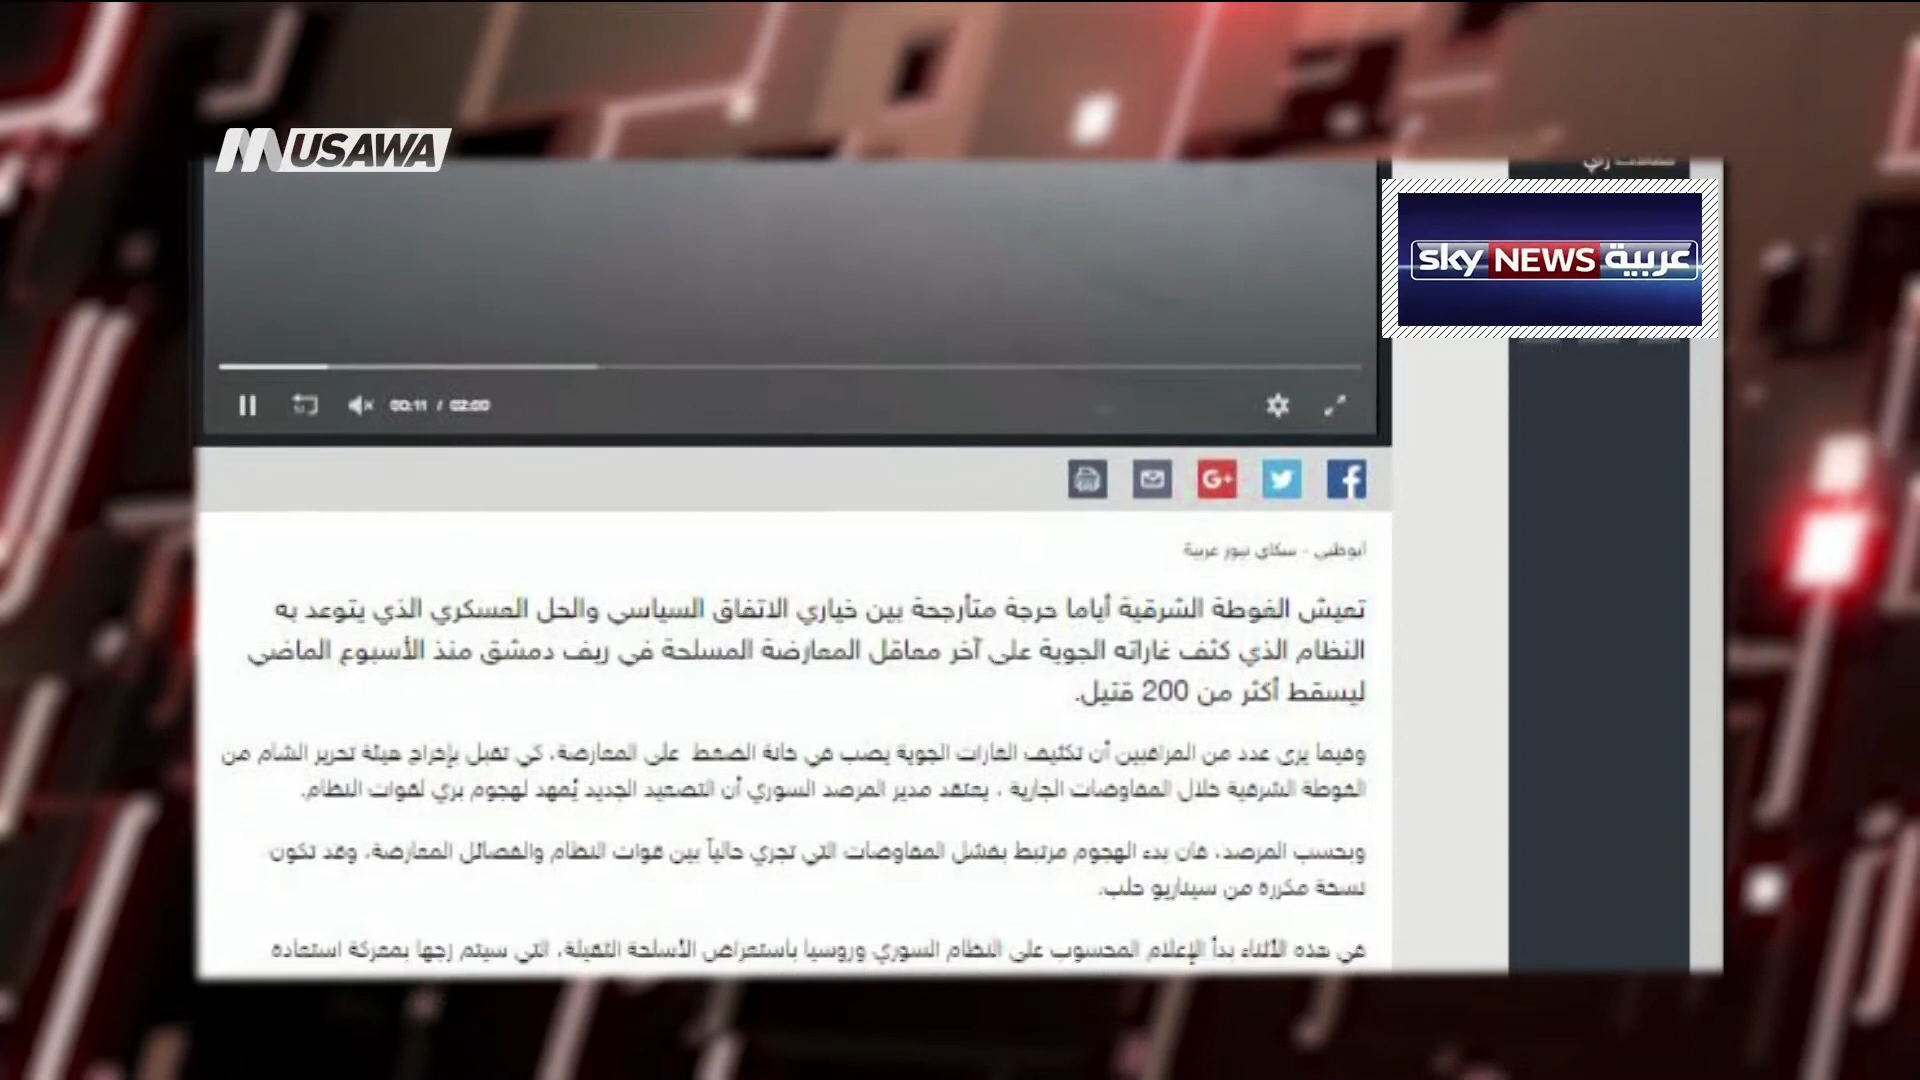 MUSAWA
sky NEWS عربية
00:11 / 02:00
أبوظبي - سكاي نيوز عربية
تعيش الغوطة الشرقية أياما حرجة متأرجحة بين خياري الاتفاق السياسي والحل العسكري الذي يتوعد به
النظام الذي كثف غاراته الجوية على آخر معاقل المعارضة المسلحة في ريف دمشق منذ الأسبوع الماضي
ليسقط أكثر من 200 قتيل.
وفيما يرى عدد من المراقبين أن تكثيف الغارات الجوية يصب في خانة الضغط على المعارضة، كي تقبل بإخراج هيئة تحرير الشام من
الغوطة الشرقية خلال المفاوضات الجارية ، يعتقد مدير المرصد السوري أن التصعيد الجديد يُمهد لهجوم بري لقوات النظام.
وبحسب المرصد، فان بدء الهجوم مرتبط بفشل المفاوضات التي تجري حالياً بين قوات النظام والفصائل المعارضة، وقد تكون
نسخة مكررة من سيناريو حلب.
في هذه الأثناء بدأ الإعلام المحسوب على النظام السوري وروسيا باستعراض الأسلحة الثقيلة، التي سيتم زجها بمعركة استعادة